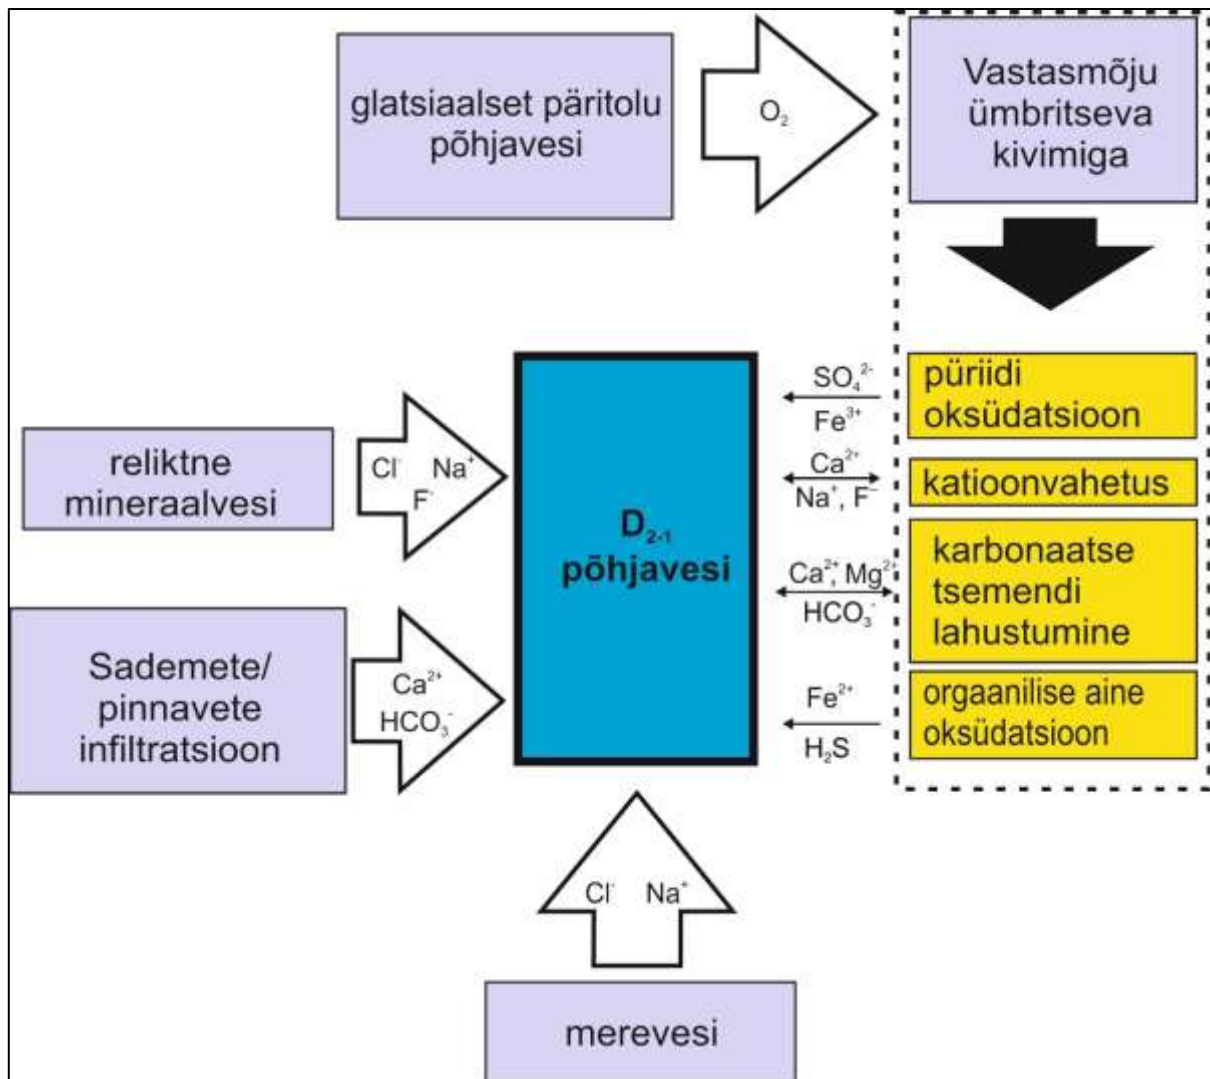 glatsiaalset päritolu
põhjavesi
O₂
Vastasmõju
ümbritseva
kivimiga
reliktne
mineraalvesi
Cl⁻ Na⁺
F⁻
Sademete/
pinnavete
infiltratsioon
Ca²⁺
HCO₃⁻
D₂₋₁
põhjavesi
SO₄²⁻
Fe³⁺
püriidi
oksüdatsioon
Ca²⁺
Na⁺, F⁻
katioonvahetus
Ca²⁺, Mg²⁺
HCO₃⁻
karbonaatse
tsemendi
lahustumine
Fe²⁺
H₂S
orgaanilise aine
oksüdatsioon
Cl⁻ Na⁺
merevesi